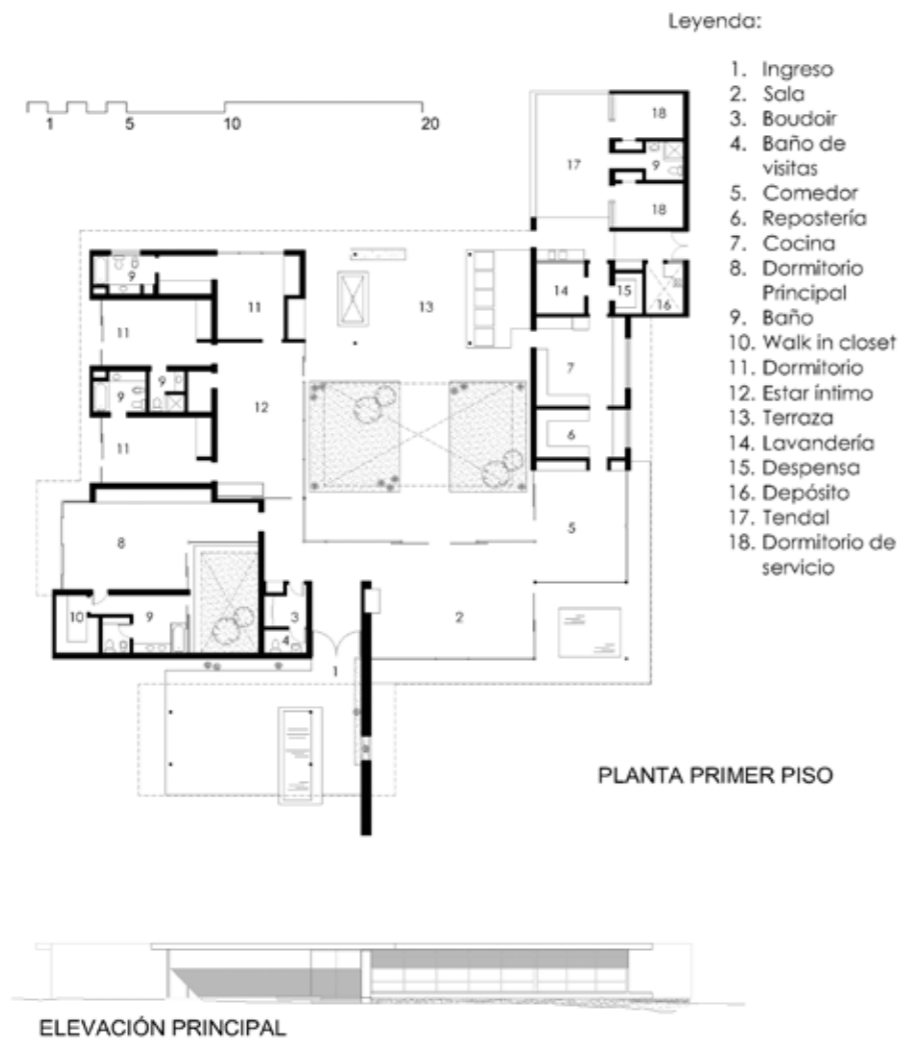 Leyenda:
1. Ingreso
2. Sala
3. Boudoir
4. Baño de
visitas
5. Comedor
6. Repostería
7. Cocina
8. Dormitorio
Principal
9. Baño
10. Walk in closet
11. Dormitorio
12. Estar íntimo
13. Terraza
14. Lavandería
15. Despensa
16. Depósito
17. Tendal
18. Dormitorio de
servicio
1 5 10 20
18
17
9
18
9
11
13
14
15
16
11
7
9
9
12
6
11
5
8
10
9
3
2
4
1
PLANTA PRIMER PISO
ELEVACIÓN PRINCIPAL